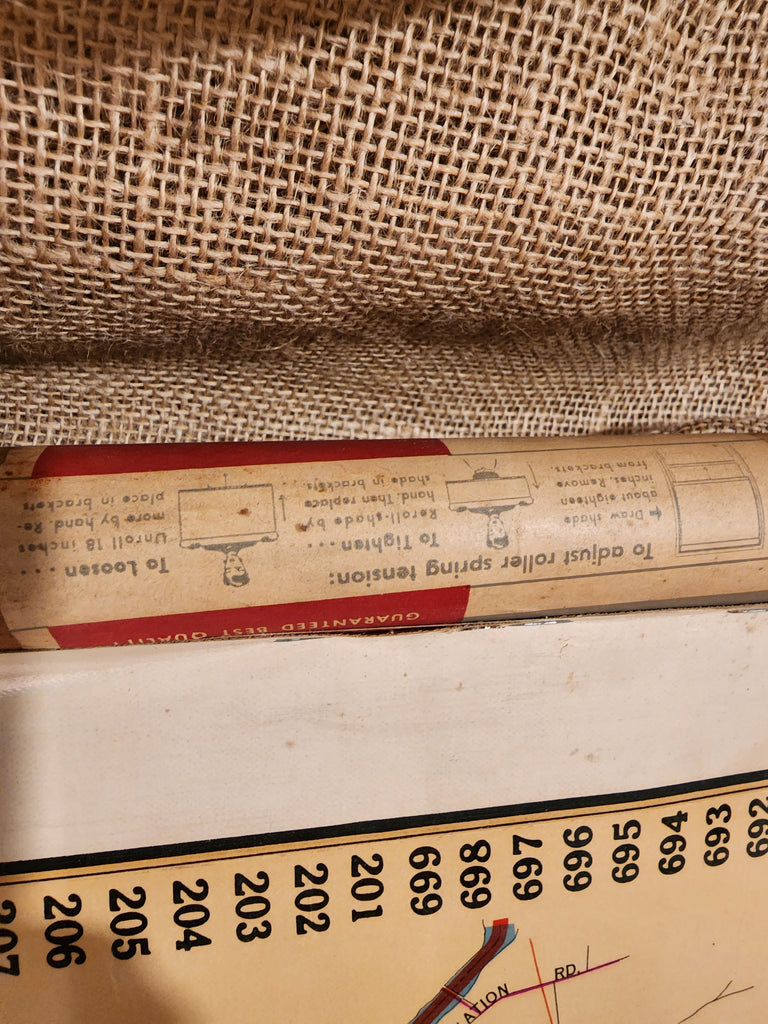 GUARANTEED BEST QUALITY
To adjust roller spring tension:
Draw shade
about eighteen
inches Remove
from brackets.
To Tighten ....
Reroll-shade by
hand. Then replace
shade in brackets.
To Loosen ....
Unroll 18 inches
more by hand. Re-
place in brackets
207
206
205
204
203
202
201
699
698
697
696
695
694
693
692
ATION
RD.